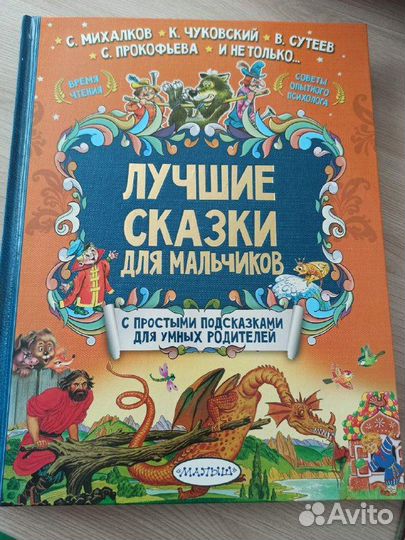 С. МИХАЛКОВ ★ К. ЧУКОВСКИЙ ★ В. СУТЕЕВ
С. ПРОКОФЬЕВА ★ И НЕ ТОЛЬКО...
ВРЕМЯ
ЧТЕНИЯ
СОВЕТЫ
ОПЫТНОГО
ПСИХОЛОГА
ЛУЧШИЕ
СКАЗКИ
ДЛЯ МАЛЬЧИКОВ
С ПРОСТЫМИ ПОДСКАЗКАМИ
ДЛЯ УМНЫХ РОДИТЕЛЕЙ
МАЛЫШ
Avito